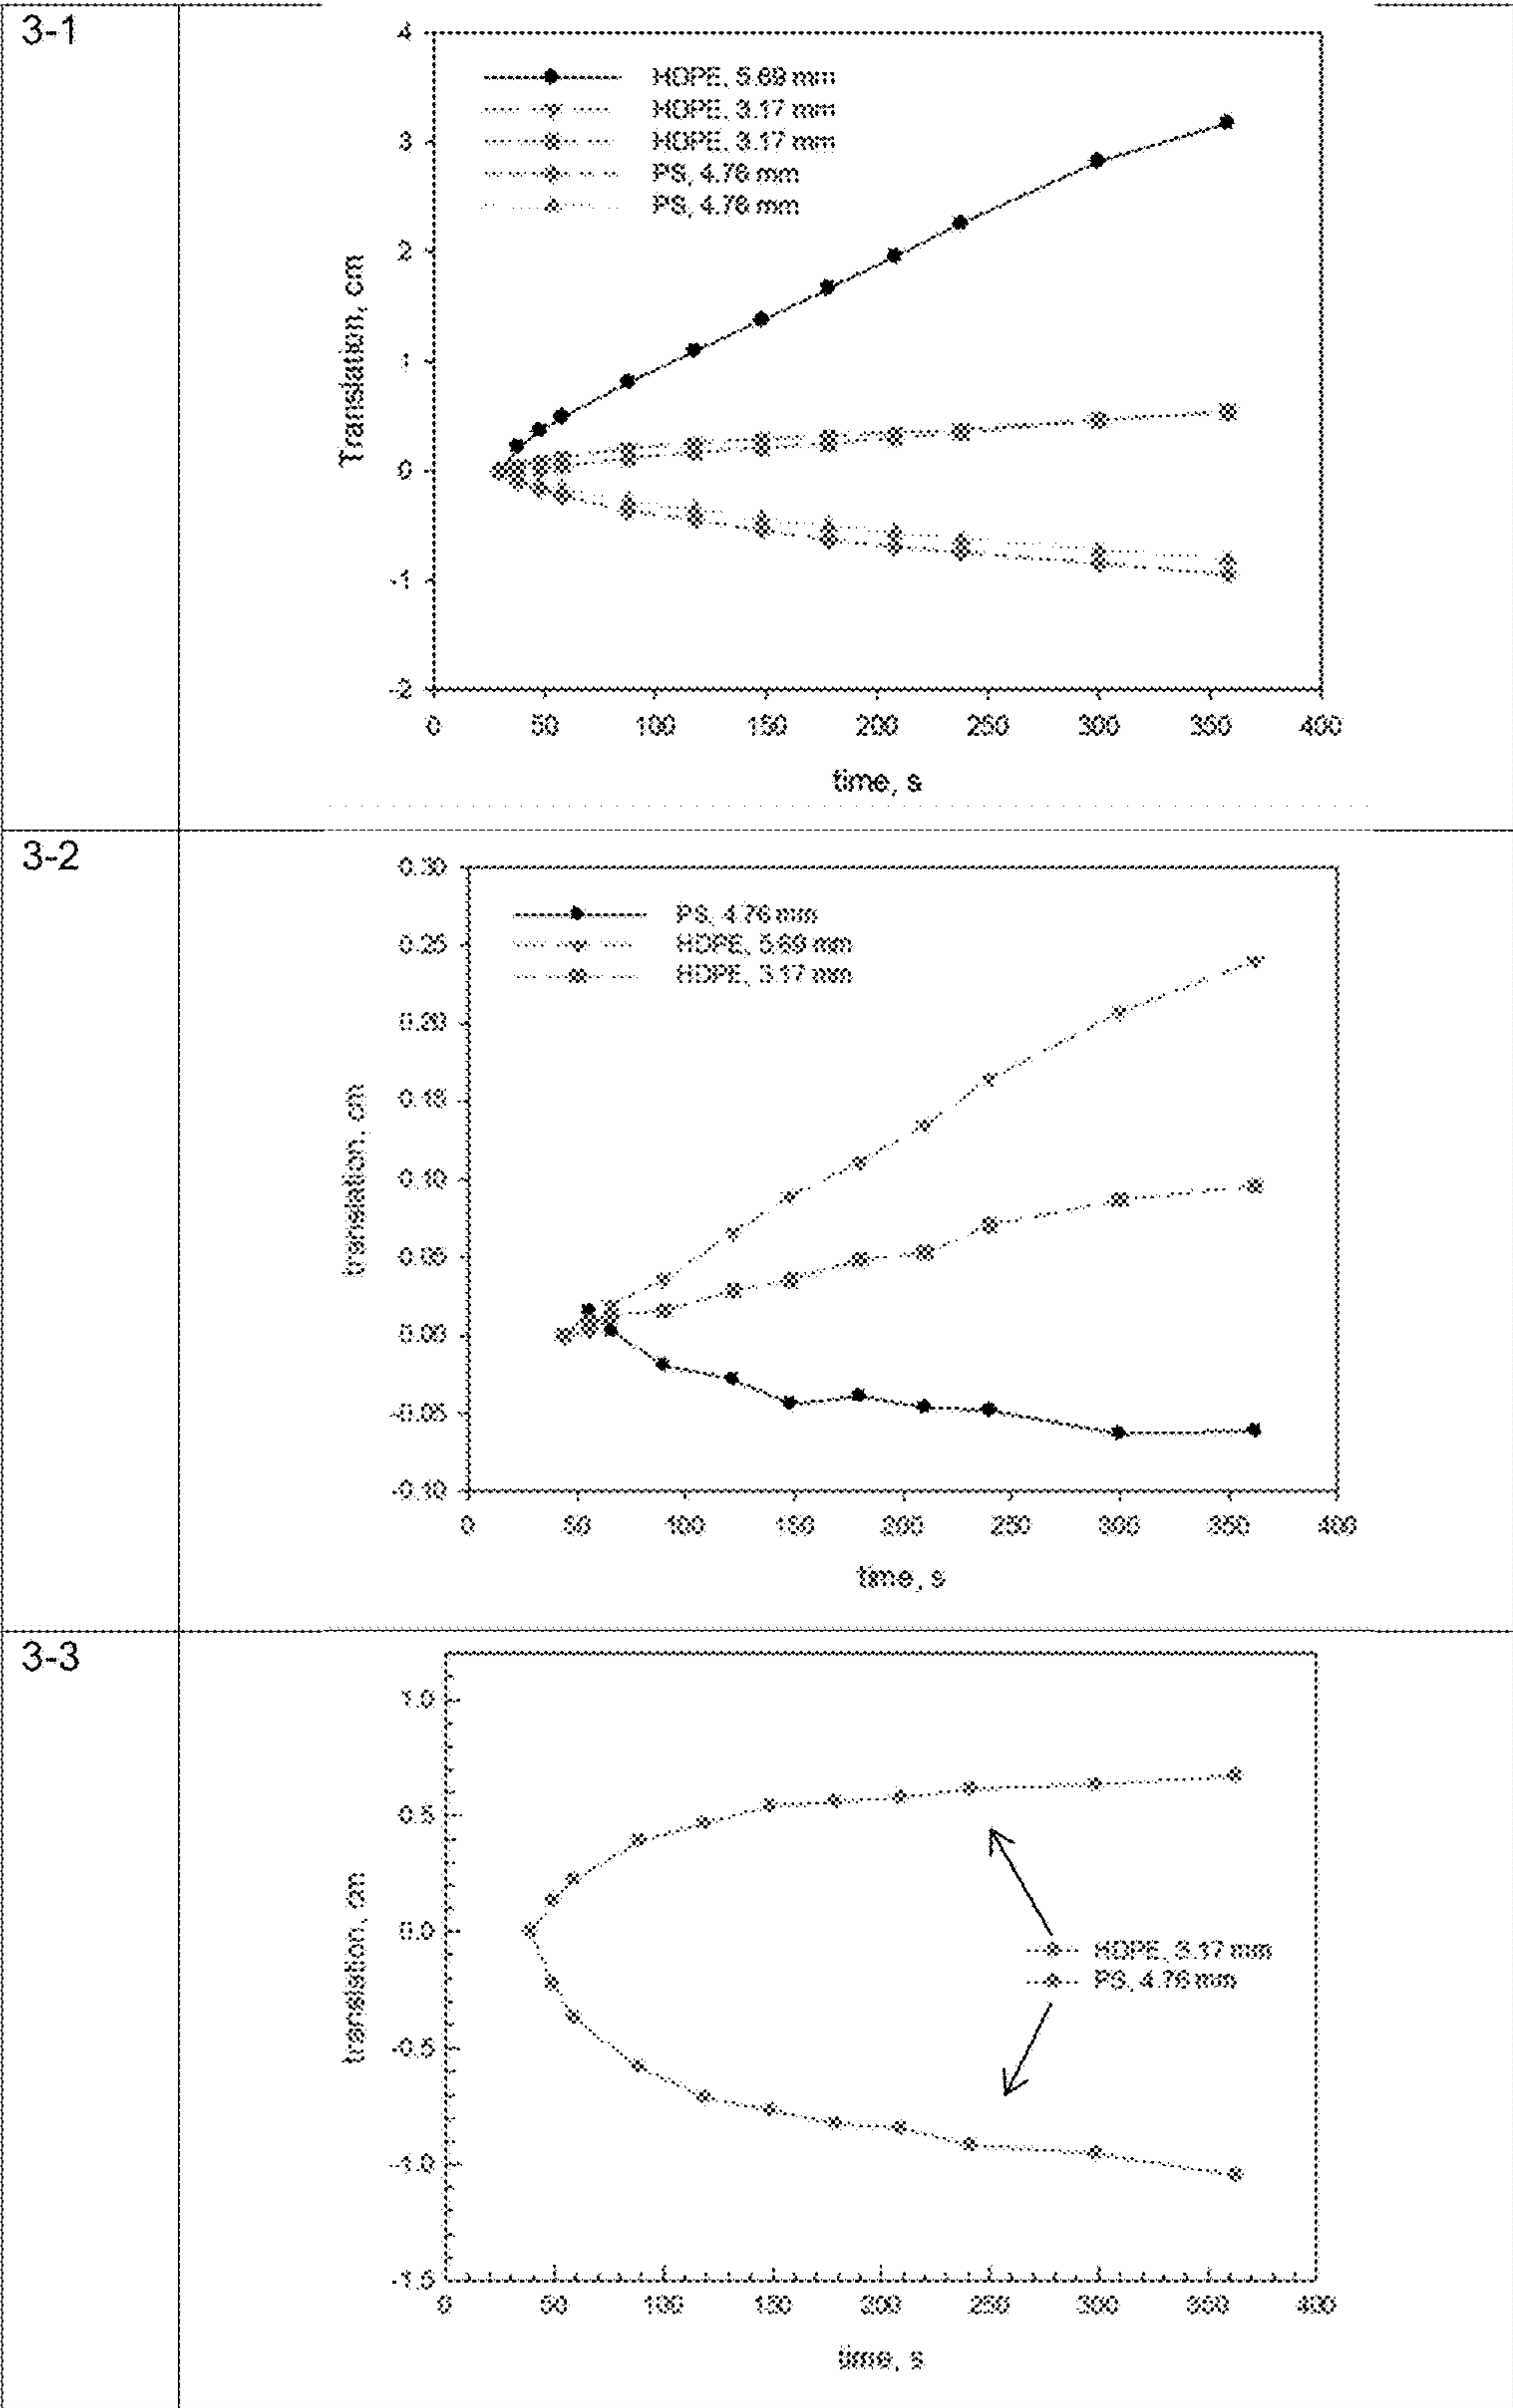 3-1
4
HDPE, 5.69 mm
HDPE, 3.17 mm
HDPE, 3.17 mm
PS, 4.76 mm
PS, 4.76 mm
3
2
1
0
-1
-2
Translation, cm
0 50 100 150 200 250 300 350 400
time, s
3-2
0.30
PS, 4.76 mm
HDPE, 5.69 mm
HDPE, 3.17 mm
0.25
0.20
0.15
0.10
0.05
0.00
-0.05
-0.10
translation, cm
0 50 100 150 200 250 300 350 400
time, s
3-3
1.0
0.5
0.0
HDPE, 3.17 mm
PS, 4.76 mm
-0.5
-1.0
-1.5
translation, cm
0 50 100 150 200 250 300 350 400
time, s